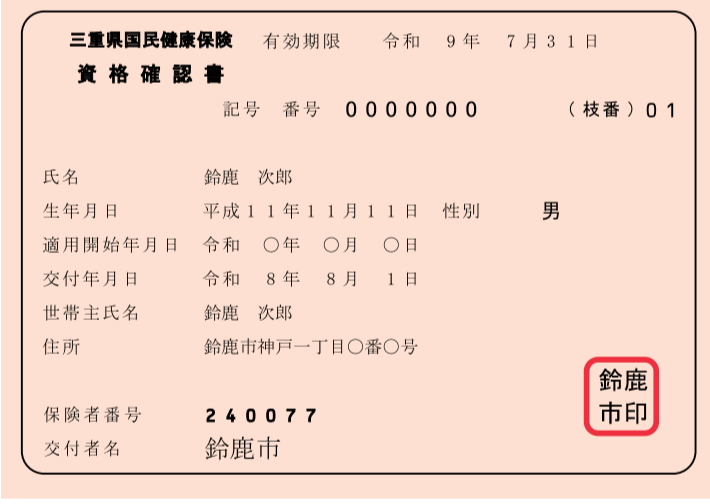 三重県国民健康保険 有効期限 令和 9年 7月31日
資格確認書
記号 番号 0000000 (枝番)01
氏名 鈴鹿 次郎
生年月日 平成11年11月11日 性別 男
適用開始年月日 令和 ○年 ○月 ○日
交付年月日 令和 8年 8月 1日
世帯主氏名 鈴鹿 次郎
住所 鈴鹿市神戸一丁目○番○号
鈴鹿
市印
保険者番号 240077
交付者名 鈴鹿市